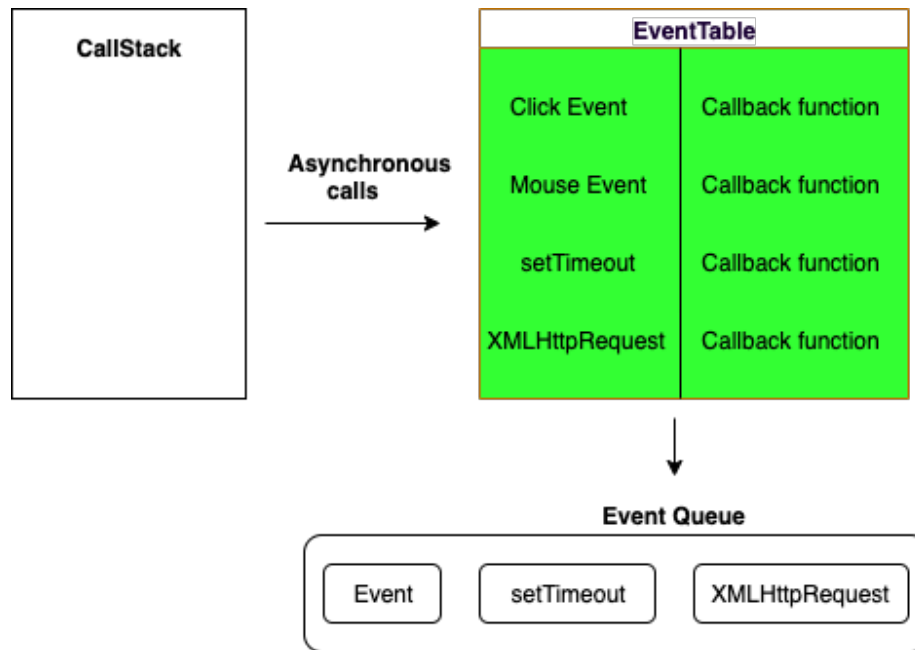 CallStack
Asynchronous
calls
EventTable
Click Event Callback function
Mouse Event Callback function
setTimeout Callback function
XMLHttpRequest Callback function
Event Queue
Event setTimeout XMLHttpRequest